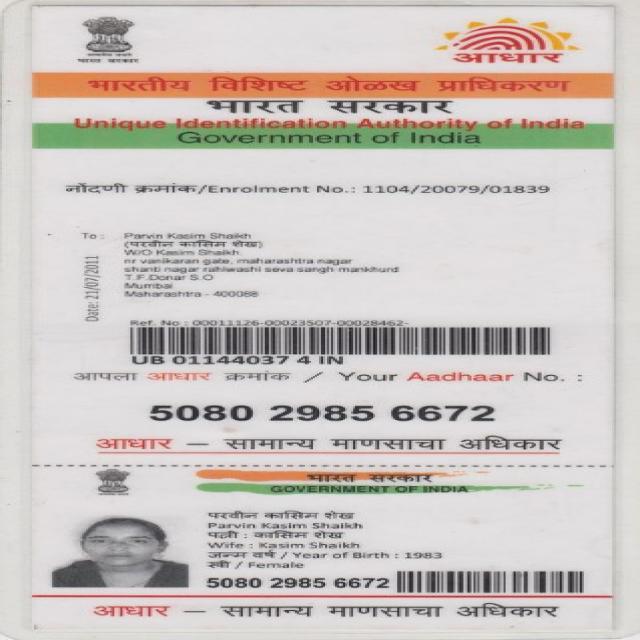 भारत सरकार
आधार
भारतीय विशिष्ट ओळख प्राधिकरण
भारत सरकार
Unique Identification Authority of India
Government of India
नोंदणी क्रमांक/Enrolment No.: 1104/20079/01839
To :
Parvin Kasim Shaikh
(परवीन कासिम शेख)
W/O Kasim Shaikh
nr vanikaran gate, maharashtra nagar
shanti nagar rahiwashi seva sangh mankhurd
T.F.Donar S.O
Mumbai
Maharashtra - 400088
Date: 21/07/2011
Ref. No : 00011126-00023507-00028462-
UB 01144037 4 IN
आपला आधार क्रमांक / Your Aadhaar No. :
5080 2985 6672
आधार – सामान्य माणसाचा अधिकार
भारत सरकार
GOVERNMENT OF INDIA
परवीन कासिम शेख
Parvin Kasim Shaikh
पत्नी : कासिम शेख
Wife : Kasim Shaikh
जन्म वर्ष / Year of Birth : 1983
स्त्री / Female
5080 2985 6672
आधार – सामान्य माणसाचा अधिकार